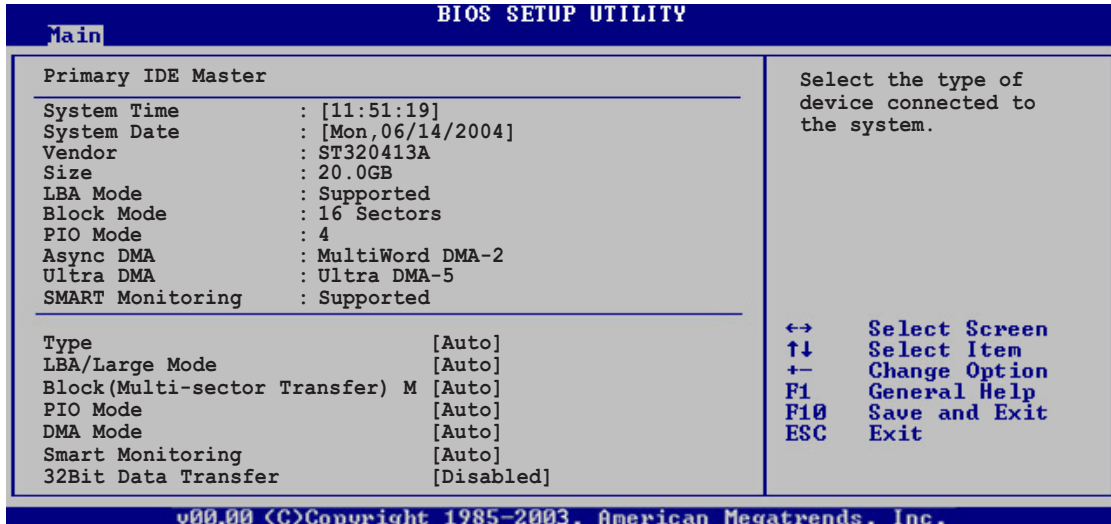 BIOS SETUP UTILITY
Main
Primary IDE Master
System Time : [11:51:19]
System Date : [Mon,06/14/2004]
Vendor : ST320413A
Size : 20.0GB
LBA Mode : Supported
Block Mode : 16 Sectors
PIO Mode : 4
Async DMA : MultiWord DMA-2
Ultra DMA : Ultra DMA-5
SMART Monitoring : Supported
Type [Auto]
LBA/Large Mode [Auto]
Block(Multi-sector Transfer) M [Auto]
PIO Mode [Auto]
DMA Mode [Auto]
Smart Monitoring [Auto]
32Bit Data Transfer [Disabled]
Select the type of
device connected to
the system.
←→ Select Screen
↑↓ Select Item
+- Change Option
F1 General Help
F10 Save and Exit
ESC Exit
v00.00 (C)Copyright 1985-2003, American Megatrends, Inc.